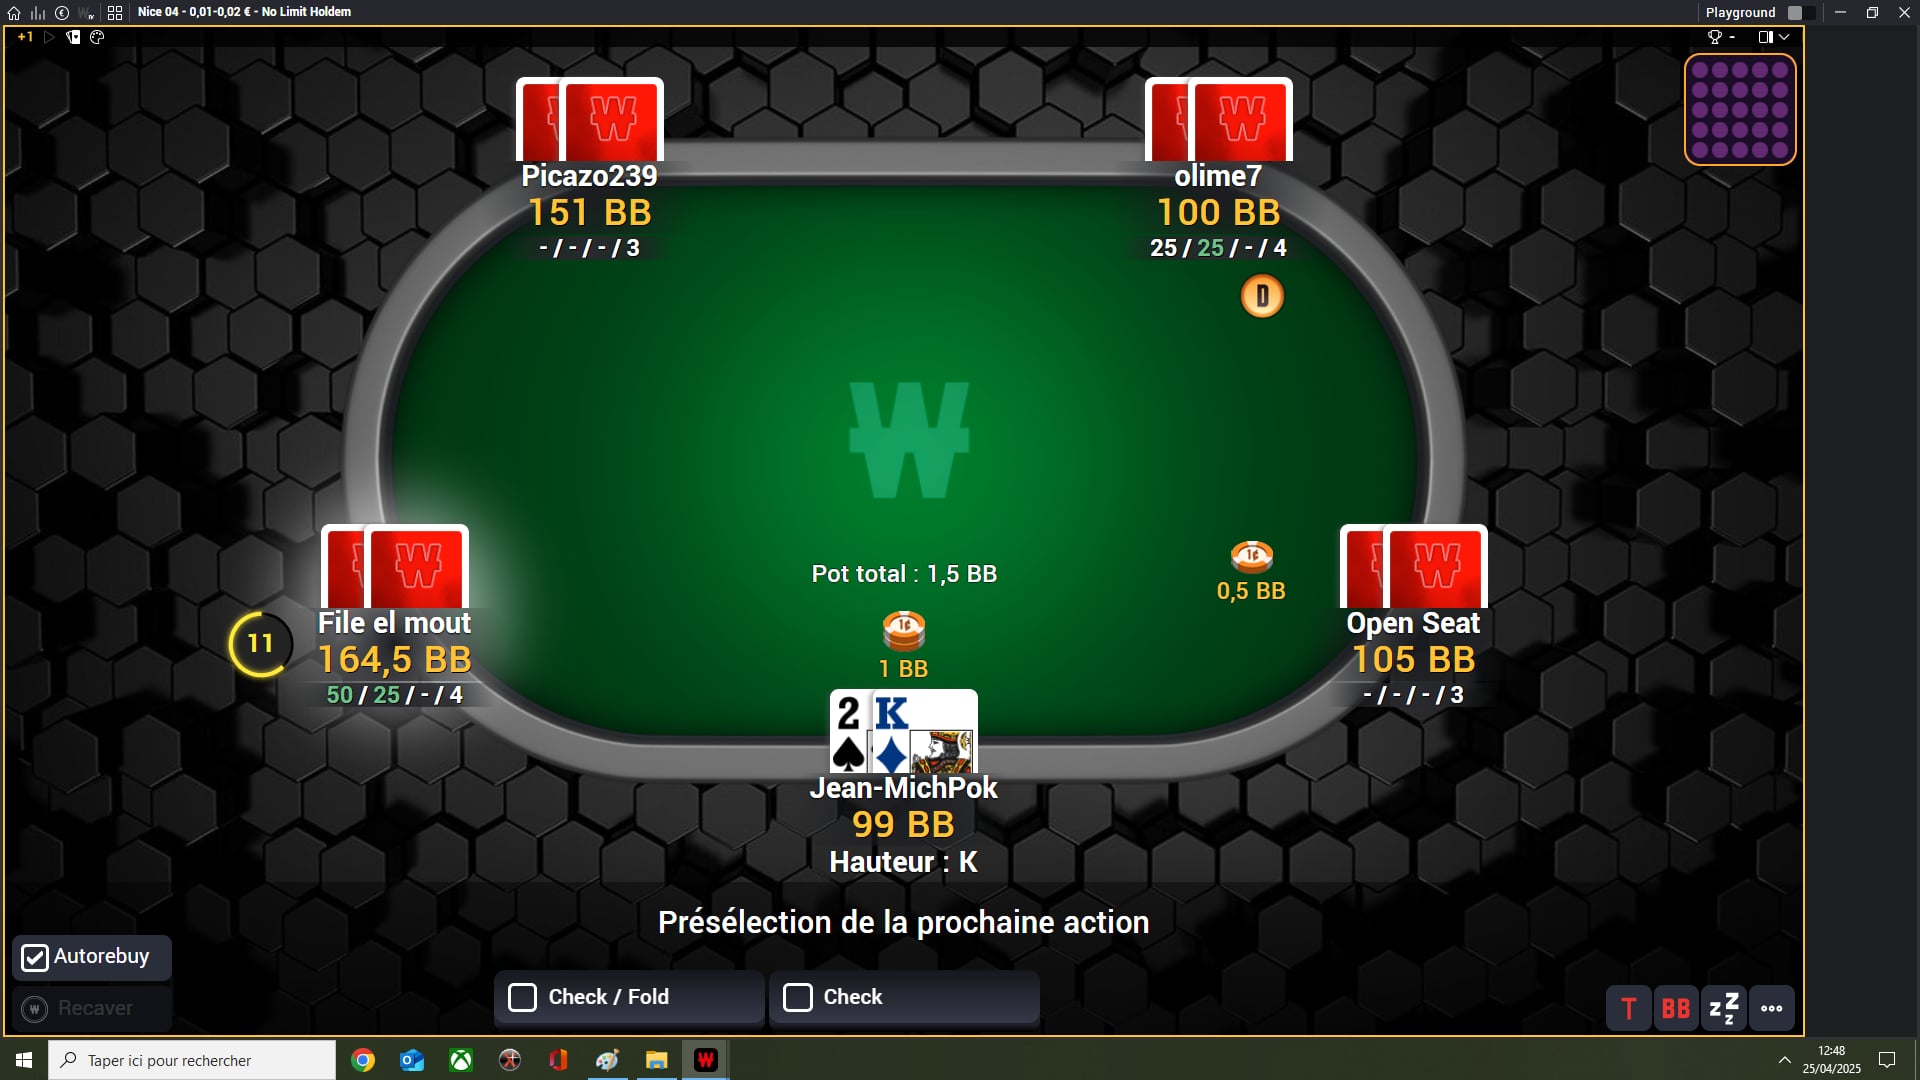 Nice 04 - 0,01-0,02 € - No Limit Holdem
Playground
+1
-
Picazo239
151 BB
- / - / - / 3
olime7
100 BB
25 / 25 / - / 4
D
Pot total : 1,5 BB
1¢
0,5 BB
1¢
1 BB
11
File el mout
164,5 BB
50 / 25 / - / 4
Open Seat
105 BB
- / - / - / 3
2 K
Jean-MichPok
99 BB
Hauteur : K
Présélection de la prochaine action
Autorebuy
Recaver
Check / Fold
Check
T
BB
z Z z
Taper ici pour rechercher
12:48
25/04/2025